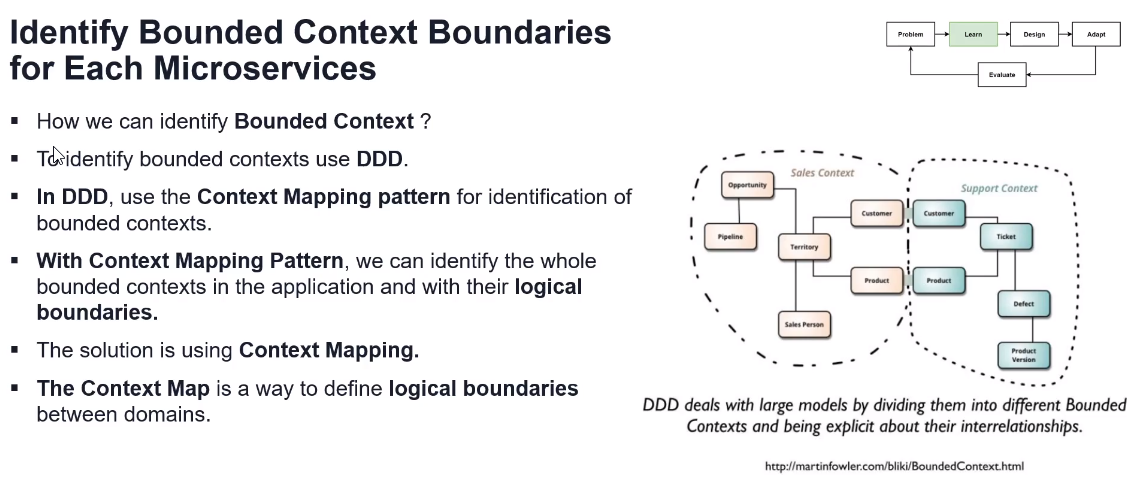 Identify Bounded Context Boundaries
for Each Microservices
Problem
Learn
Design
Adapt
Evaluate
▪ How we can identify Bounded Context ?
▪ To identify bounded contexts use DDD.
▪ In DDD, use the Context Mapping pattern for identification of
bounded contexts.
▪ With Context Mapping Pattern, we can identify the whole
bounded contexts in the application and with their logical
boundaries.
▪ The solution is using Context Mapping.
▪ The Context Map is a way to define logical boundaries
between domains.
Sales Context
Opportunity
Pipeline
Territory
Customer
Product
Sales Person
Support Context
Customer
Ticket
Product
Defect
Product
Version
DDD deals with large models by dividing them into different Bounded
Contexts and being explicit about their interrelationships.
http://martinfowler.com/bliki/BoundedContext.html